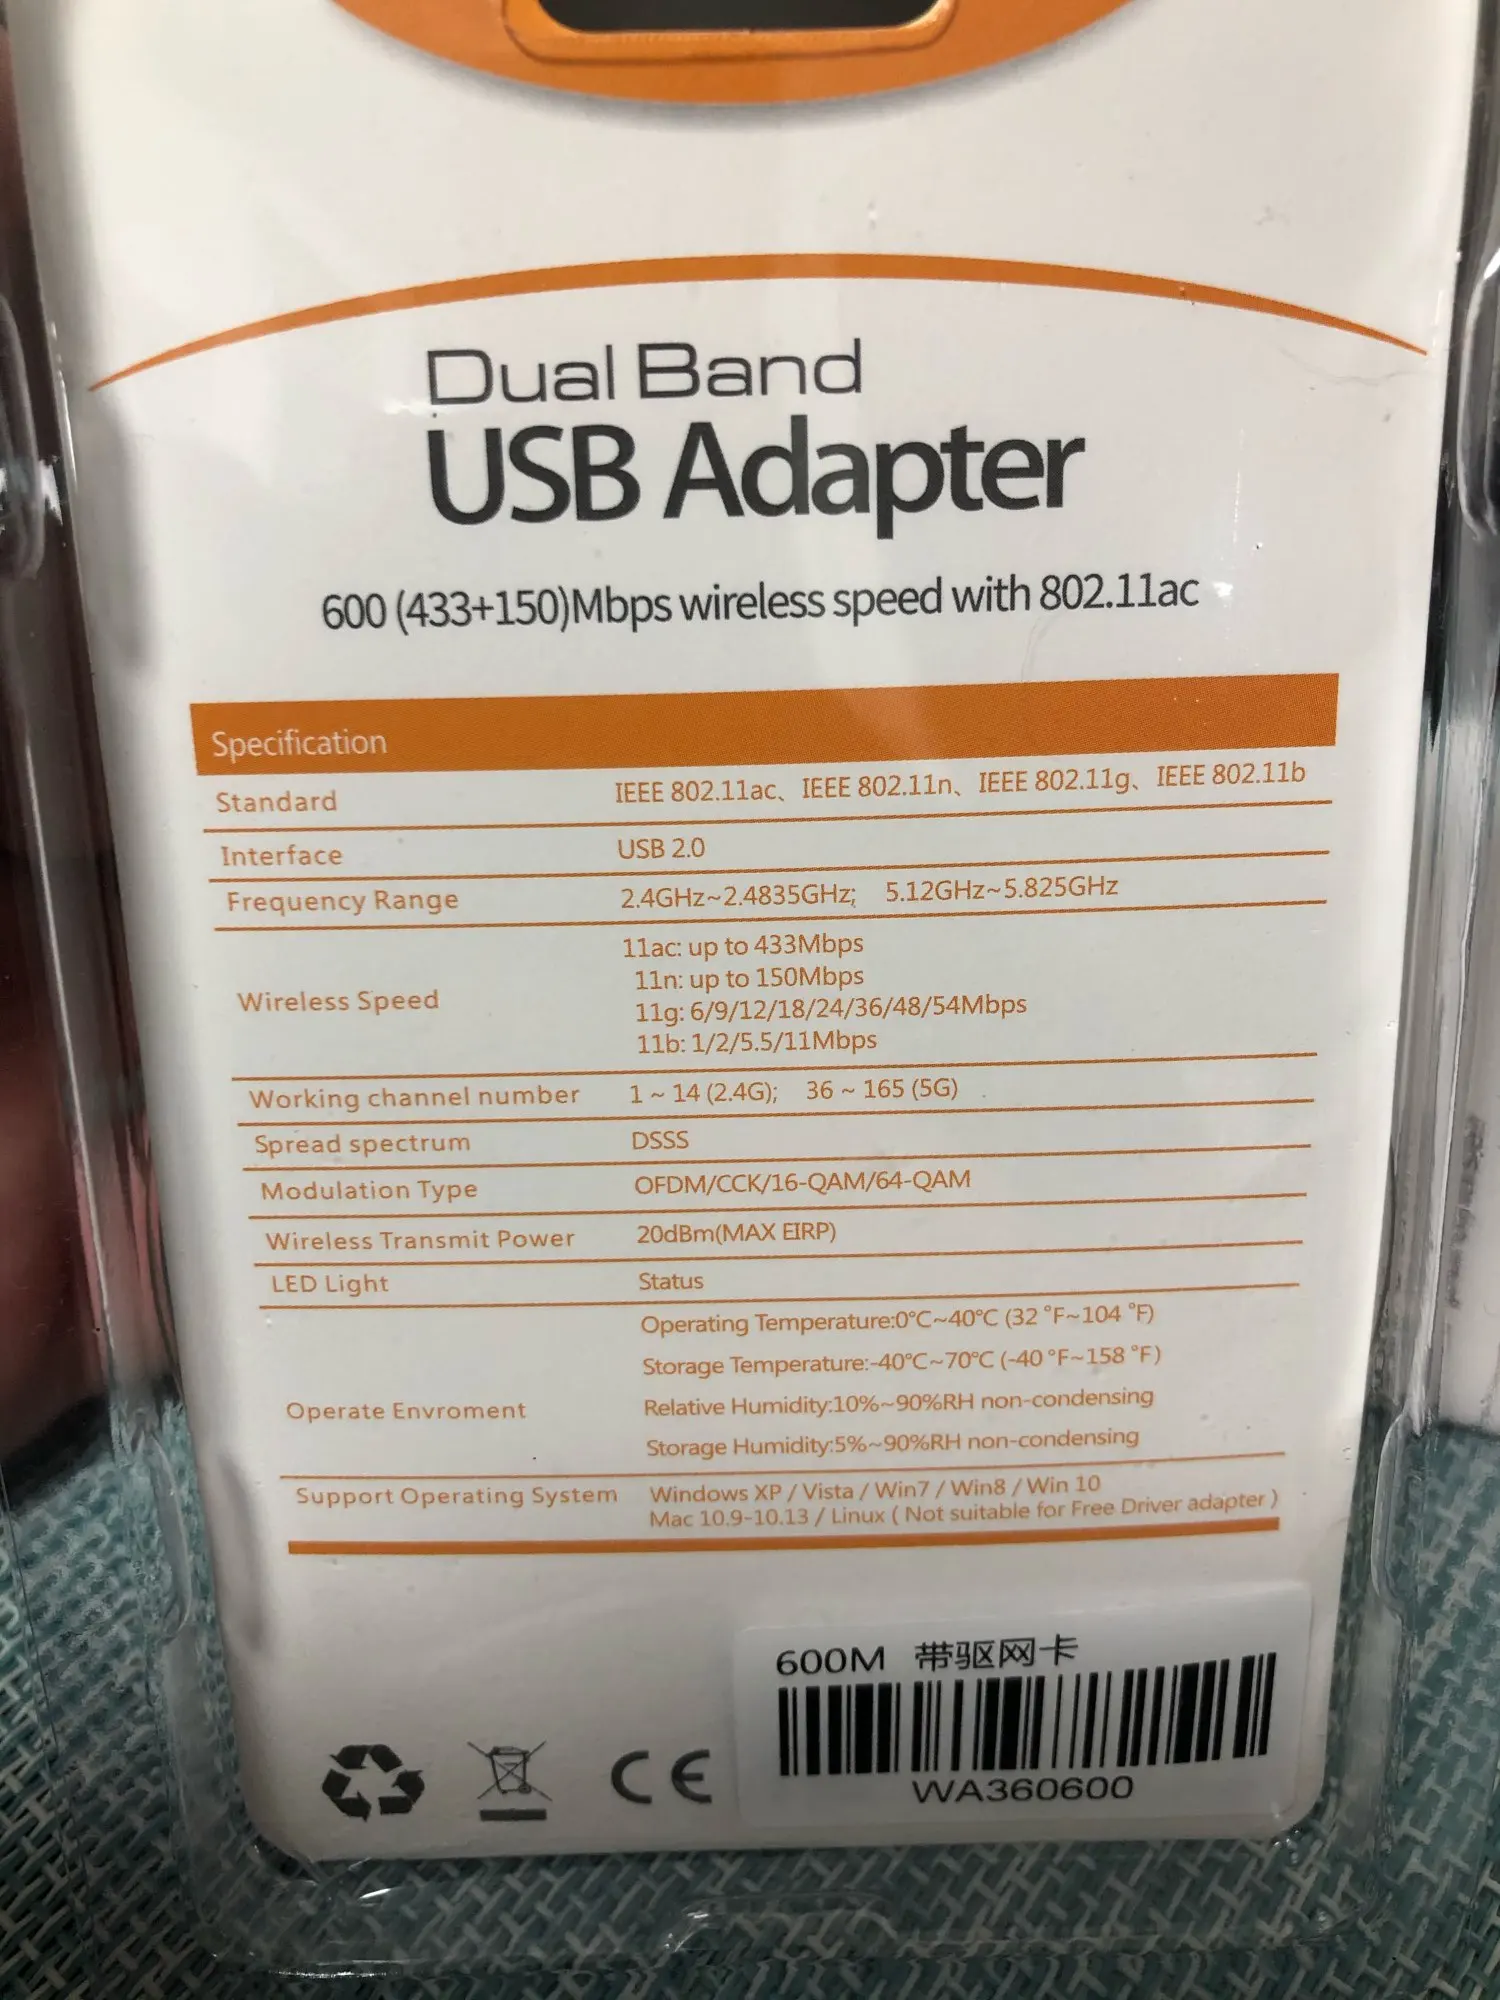 Dual Band
USB Adapter
600 (433+150)Mbps wireless speed with 802.11ac
Specification
Standard IEEE 802.11ac、IEEE 802.11n、IEEE 802.11g、IEEE 802.11b
Interface USB 2.0
Frequency Range 2.4GHz~2.4835GHz; 5.12GHz~5.825GHz
Wireless Speed
11ac: up to 433Mbps
11n: up to 150Mbps
11g: 6/9/12/18/24/36/48/54Mbps
11b: 1/2/5.5/11Mbps
Working channel number 1 ~ 14 (2.4G); 36 ~ 165 (5G)
Spread spectrum DSSS
Modulation Type OFDM/CCK/16-QAM/64-QAM
Wireless Transmit Power 20dBm(MAX EIRP)
LED Light Status
Operate Envroment
Operating Temperature:0°C~40°C (32 °F~104 °F)
Storage Temperature:-40°C~70°C (-40 °F~158 °F)
Relative Humidity:10%~90%RH non-condensing
Storage Humidity:5%~90%RH non-condensing
Support Operating System Windows XP / Vista / Win7 / Win8 / Win 10
Mac 10.9-10.13 / Linux ( Not suitable for Free Driver adapter )
600M 带驱网卡
WA360600
CE